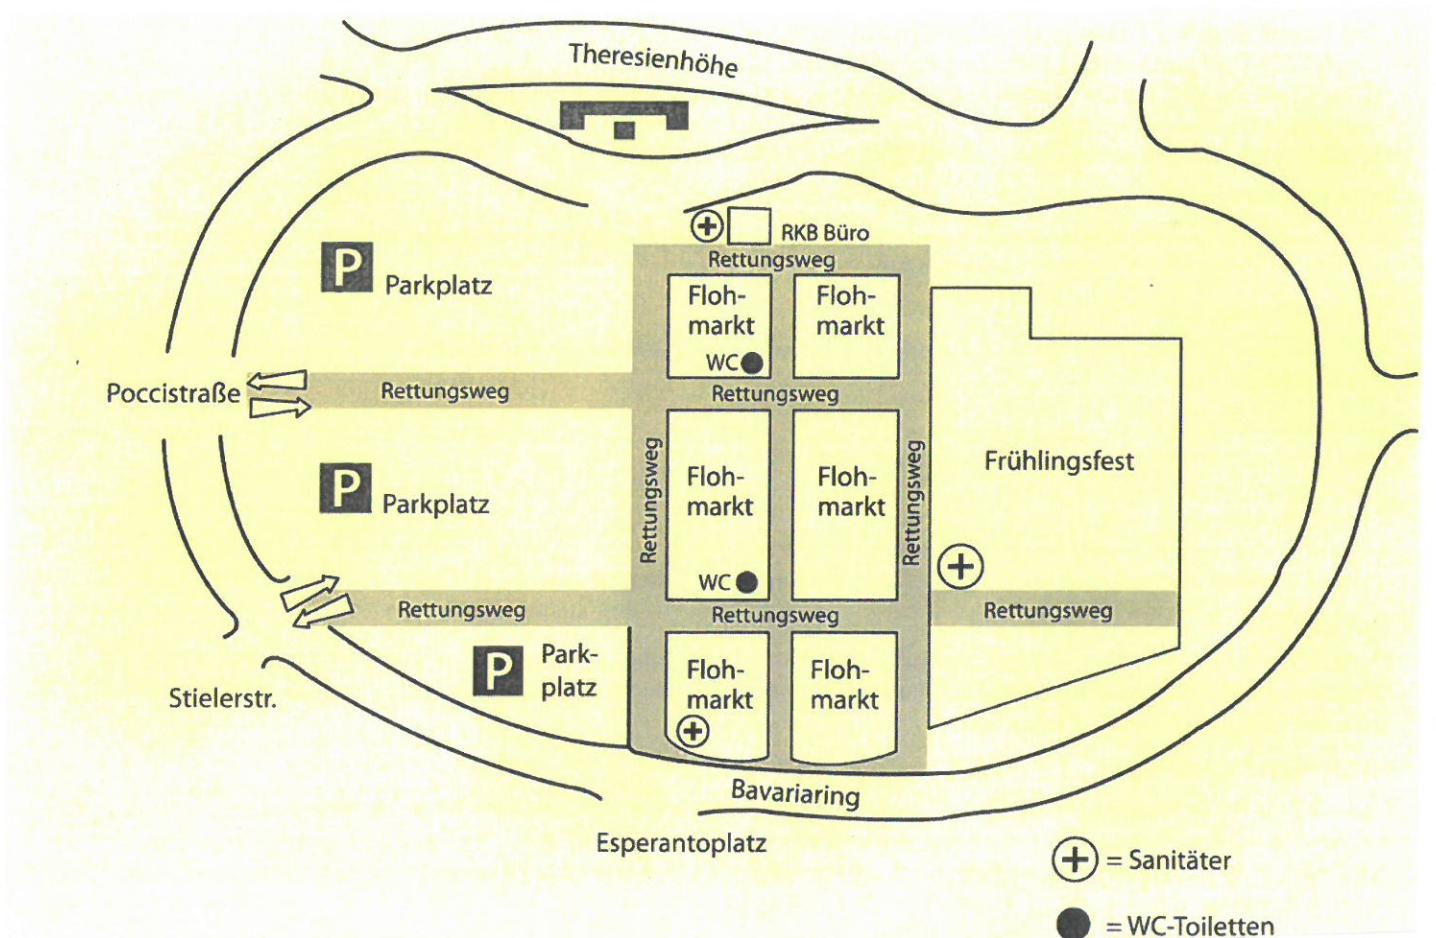 Theresienhöhe
RKB Büro
Rettungsweg
P Parkplatz
Floh-
markt
WC
Floh-
markt
Poccistraße
Rettungsweg
Rettungsweg
P Parkplatz
Rettungsweg
Floh-
markt
WC
Floh-
markt
Rettungsweg
Frühlingsfest
Rettungsweg
Rettungsweg
Rettungsweg
P Park-
platz
Floh-
markt
Floh-
markt
Stielerstr.
Bavariaring
Esperantoplatz
= Sanitäter
= WC-Toiletten